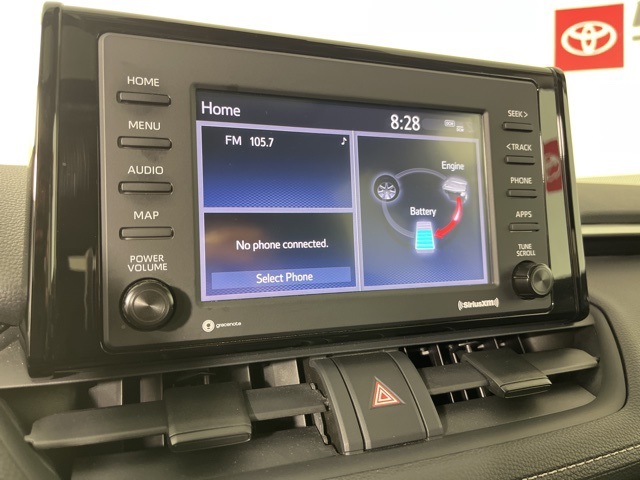 HOME
MENU
AUDIO
MAP
POWER
VOLUME
Home
8:28
FM 105.7
No phone connected.
Select Phone
Engine
Battery
SEEK>
<TRACK
PHONE
APPS
TUNE
SCROLL
gracenote
((SiriusXM))